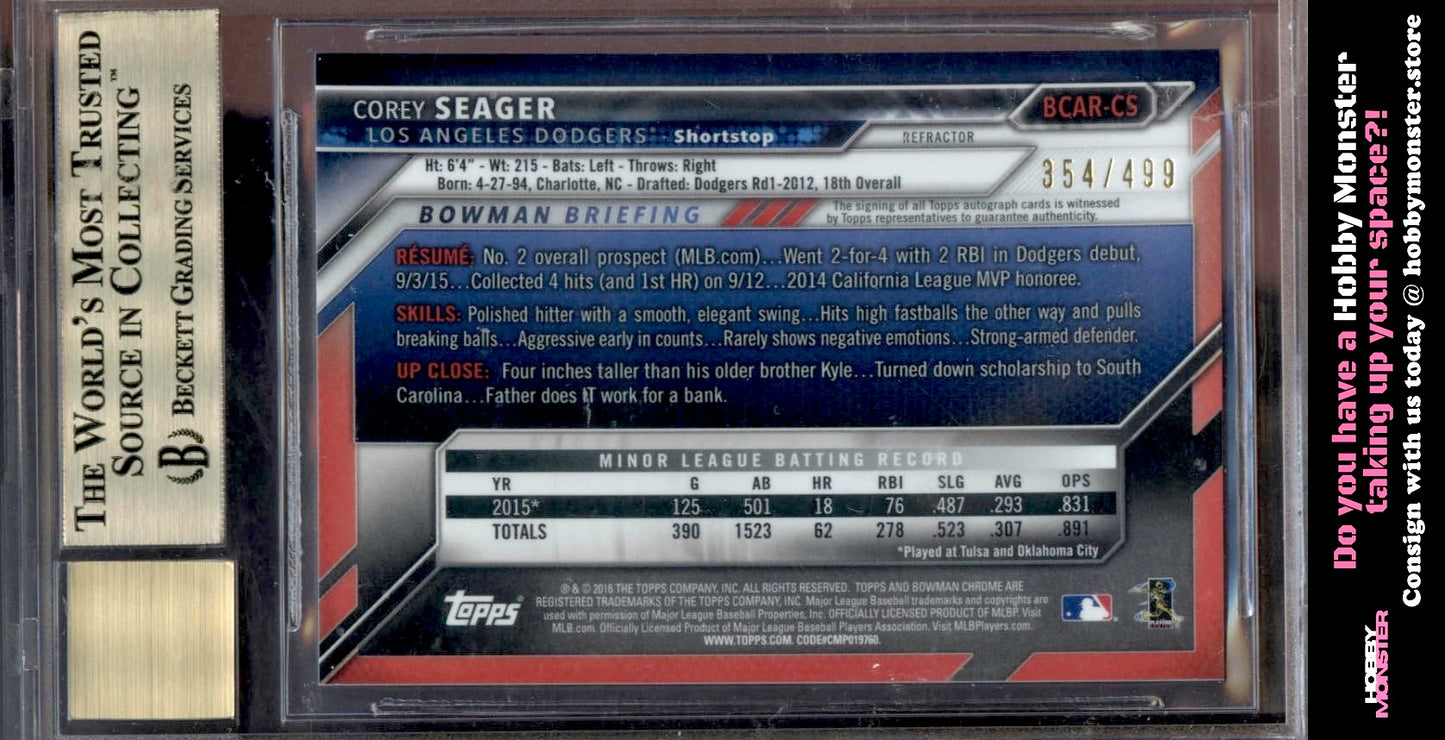 THE WORLD'S MOST TRUSTED
SOURCE IN COLLECTING™
BECKETT GRADING SERVICES
B
COREY SEAGER
BCAR-CS
LOS ANGELES DODGERS Shortstop
REFRACTOR
Ht: 6'4" - Wt: 215 - Bats: Left - Throws: Right
Born: 4-27-94, Charlotte, NC - Drafted: Dodgers Rd1-2012, 18th Overall
354/499
BOWMAN BRIEFING
The signing of all Topps autograph cards is witnessed
by Topps representatives to guarantee authenticity.
RÉSUMÉ: No. 2 overall prospect (MLB.com)...Went 2-for-4 with 2 RBI in Dodgers debut,
9/3/15...Collected 4 hits (and 1st HR) on 9/12...2014 California League MVP honoree.
SKILLS: Polished hitter with a smooth, elegant swing...Hits high fastballs the other way and pulls
breaking balls...Aggressive early in counts...Rarely shows negative emotions...Strong-armed defender.
UP CLOSE: Four inches taller than his older brother Kyle...Turned down scholarship to South
Carolina...Father does IT work for a bank.
MINOR LEAGUE BATTING RECORD
YR G AB HR RBI SLG AVG OPS
2015* 125 501 18 76 .487 .293 .831
TOTALS 390 1523 62 278 .523 .307 .891
*Played at Tulsa and Oklahoma City
topps®
®& © 2016 THE TOPPS COMPANY, INC. ALL RIGHTS RESERVED. TOPPS AND BOWMAN CHROME ARE
REGISTERED TRADEMARKS OF THE TOPPS COMPANY, INC. Major League Baseball trademarks and copyrights are
used with permission of Major League Baseball Properties, Inc. OFFICIALLY LICENSED PRODUCT OF MLBP. Visit
MLB.com. Officially Licensed Product of Major League Baseball Players Association. Visit MLBPlayers.com.
WWW.TOPPS.COM. CODE#CMP019760.
Do you have a Hobby Monster
taking up your space?!
Consign with us today @ hobbymonster.store
HOBBY
MONSTER